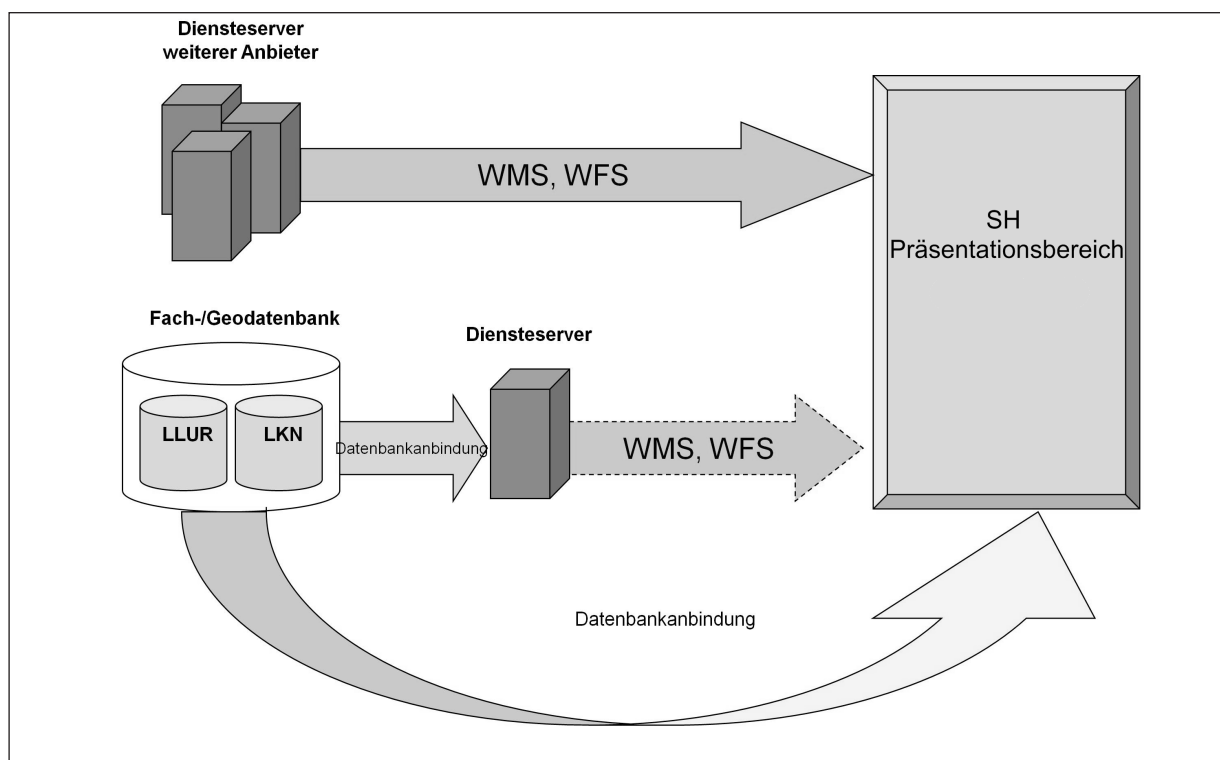 Diensteserver
weiterer Anbieter
WMS, WFS
SH
Präsentationsbereich
Fach-/Geodatenbank
Diensteserver
LLUR
LKN
Datenbankanbindung
WMS, WFS
Datenbankanbindung